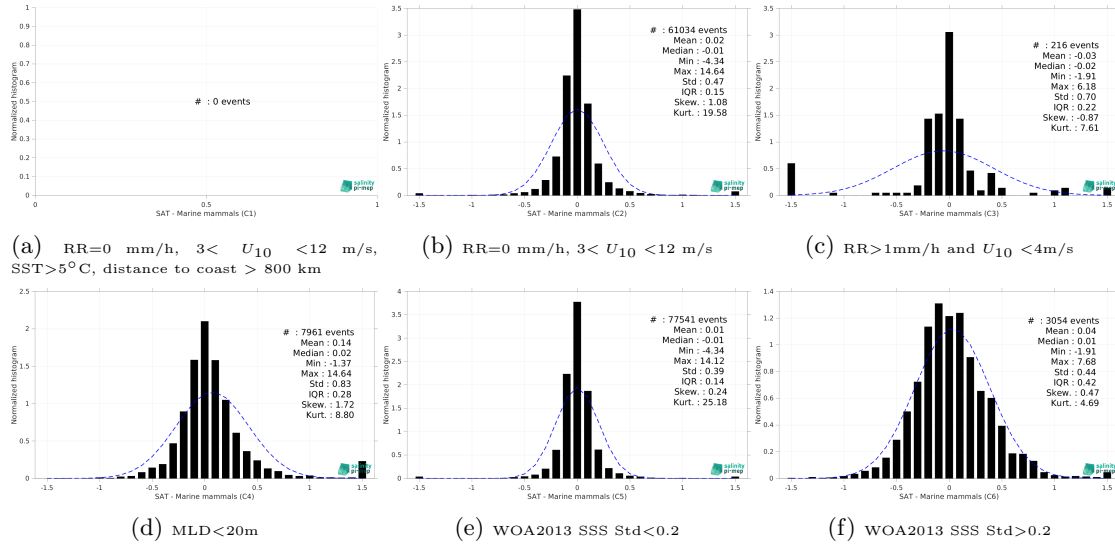 1
0.9
0.8
0.7
0.6
0.5
0.4
0.3
0.2
0.1
0
Normalized histogram
# : 0 events
salinity
pi-mep
0 0.5 1
SAT - Marine mammals (C1)
(a) RR=0 mm/h, 3< U10 <12 m/s,
SST>5°C, distance to coast > 800 km
3.5
3
2.5
2
1.5
1
0.5
0
Normalized histogram
# : 61034 events
Mean : 0.02
Median : -0.01
Min : -4.34
Max : 14.64
Std : 0.47
IQR : 0.15
Skew. : 1.08
Kurt. : 19.58
salinity
pi-mep
-1.5 -1 -0.5 0 0.5 1 1.5
SAT - Marine mammals (C2)
(b) RR=0 mm/h, 3< U10 <12 m/s
3.5
3
2.5
2
1.5
1
0.5
0
Normalized histogram
# : 216 events
Mean : -0.03
Median : -0.02
Min : -1.91
Max : 6.18
Std : 0.70
IQR : 0.22
Skew. : -0.87
Kurt. : 7.61
salinity
pi-mep
-1.5 -1 -0.5 0 0.5 1 1.5
SAT - Marine mammals (C3)
(c) RR>1mm/h and U10 <4m/s
2.5
2
1.5
1
0.5
0
Normalized histogram
# : 7961 events
Mean : 0.14
Median : 0.02
Min : -1.37
Max : 14.64
Std : 0.83
IQR : 0.28
Skew. : 1.72
Kurt. : 8.80
salinity
pi-mep
-1.5 -1 -0.5 0 0.5 1 1.5
SAT - Marine mammals (C4)
(d) MLD<20m
4
3.5
3
2.5
2
1.5
1
0.5
0
Normalized histogram
# : 77541 events
Mean : 0.01
Median : -0.01
Min : -4.34
Max : 14.12
Std : 0.39
IQR : 0.14
Skew. : 0.24
Kurt. : 25.18
salinity
pi-mep
-1.5 -1 -0.5 0 0.5 1 1.5
SAT - Marine mammals (C5)
(e) WOA2013 SSS Std<0.2
1.4
1.2
1
0.8
0.6
0.4
0.2
0
Normalized histogram
# : 3054 events
Mean : 0.04
Median : 0.01
Min : -1.91
Max : 7.68
Std : 0.44
IQR : 0.42
Skew. : 0.47
Kurt. : 4.69
salinity
pi-mep
-1.5 -1 -0.5 0 0.5 1 1.5
SAT - Marine mammals (C6)
(f) WOA2013 SSS Std>0.2